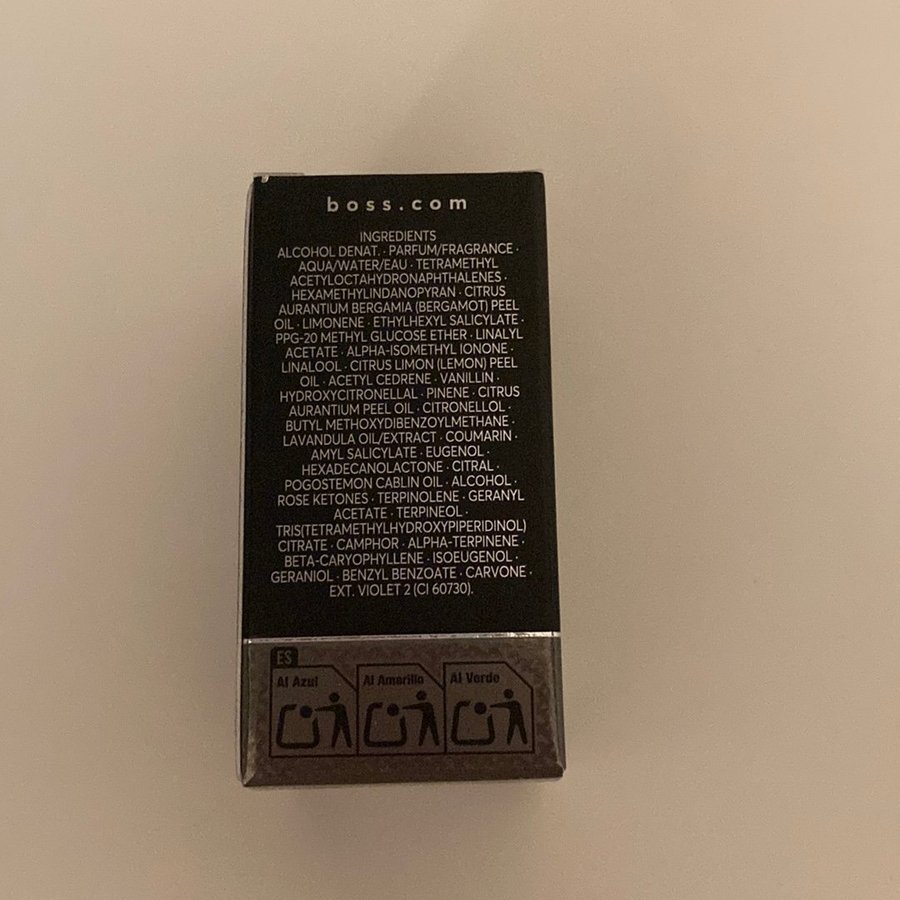 boss.com
INGREDIENTS
ALCOHOL DENAT. · PARFUM/FRAGRANCE ·
AQUA/WATER/EAU · TETRAMETHYL
ACETYLOCTAHYDRONAPHTHALENES ·
HEXAMETHYLINDANOPYRAN · CITRUS
AURANTIUM BERGAMIA (BERGAMOT) PEEL
OIL · LIMONENE · ETHYLHEXYL SALICYLATE ·
PPG-20 METHYL GLUCOSE ETHER · LINALYL
ACETATE · ALPHA-ISOMETHYL IONONE ·
LINALOOL · CITRUS LIMON (LEMON) PEEL
OIL · ACETYL CEDRENE · VANILLIN ·
HYDROXYCITRONELLAL · PINENE · CITRUS
AURANTIUM PEEL OIL · CITRONELLOL ·
BUTYL METHOXYDIBENZOYLMETHANE ·
LAVANDULA OIL/EXTRACT · COUMARIN ·
AMYL SALICYLATE · EUGENOL ·
HEXADECANOLACTONE · CITRAL ·
POGOSTEMON CABLIN OIL · ALCOHOL ·
ROSE KETONES · TERPINOLENE · GERANYL
ACETATE · TERPINEOL ·
TRIS(TETRAMETHYLHYDROXYPIPERIDINOL)
CITRATE · CAMPHOR · ALPHA-TERPINENE ·
BETA-CARYOPHYLLENE · ISOEUGENOL ·
GERANIOL · BENZYL BENZOATE · CARVONE ·
EXT. VIOLET 2 (CI 60730).
ES
Al Azul Al Amarillo Al Verde